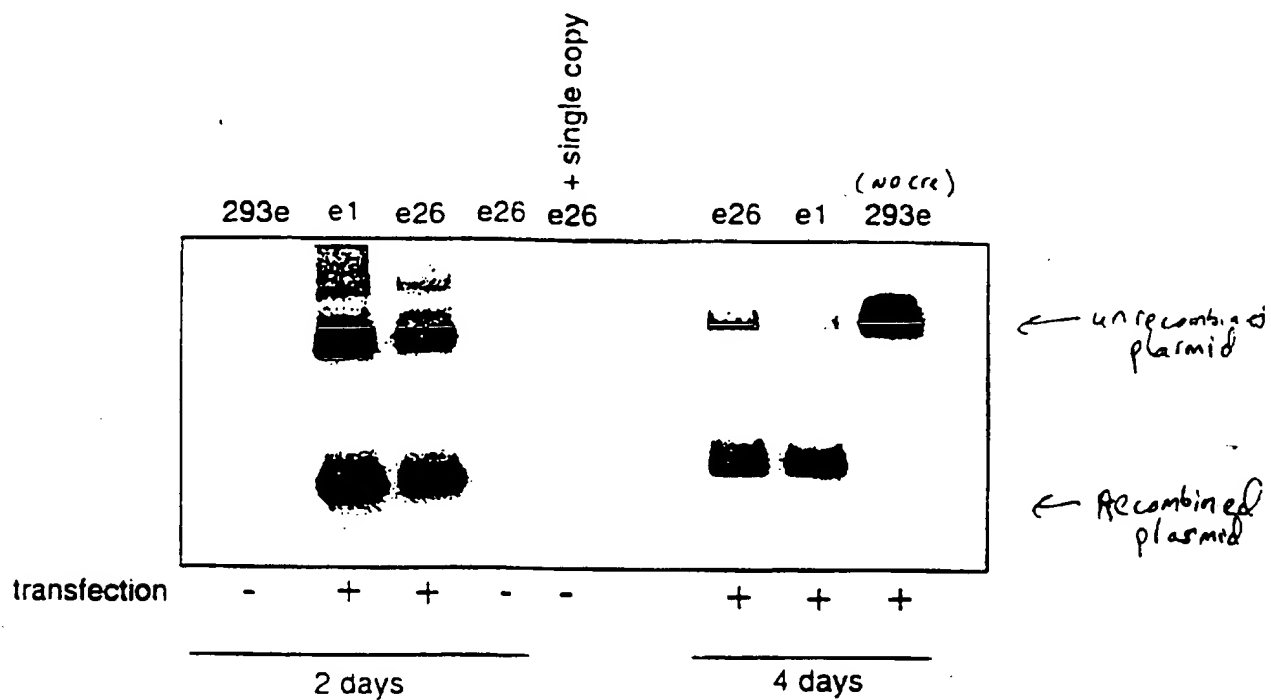 + single copy
(no cre)
293e e1 e26 e26 e26 e26 e1 293e
← unrecombined
plasmid
← Recombined
plasmid
transfection - + + - - + + +
2 days 4 days